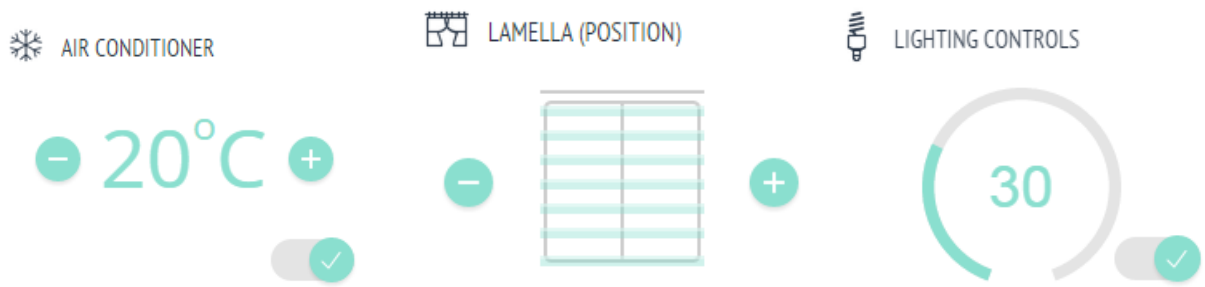 AIR CONDITIONER
LAMELLA (POSITION)
LIGHTING CONTROLS
20°C
30